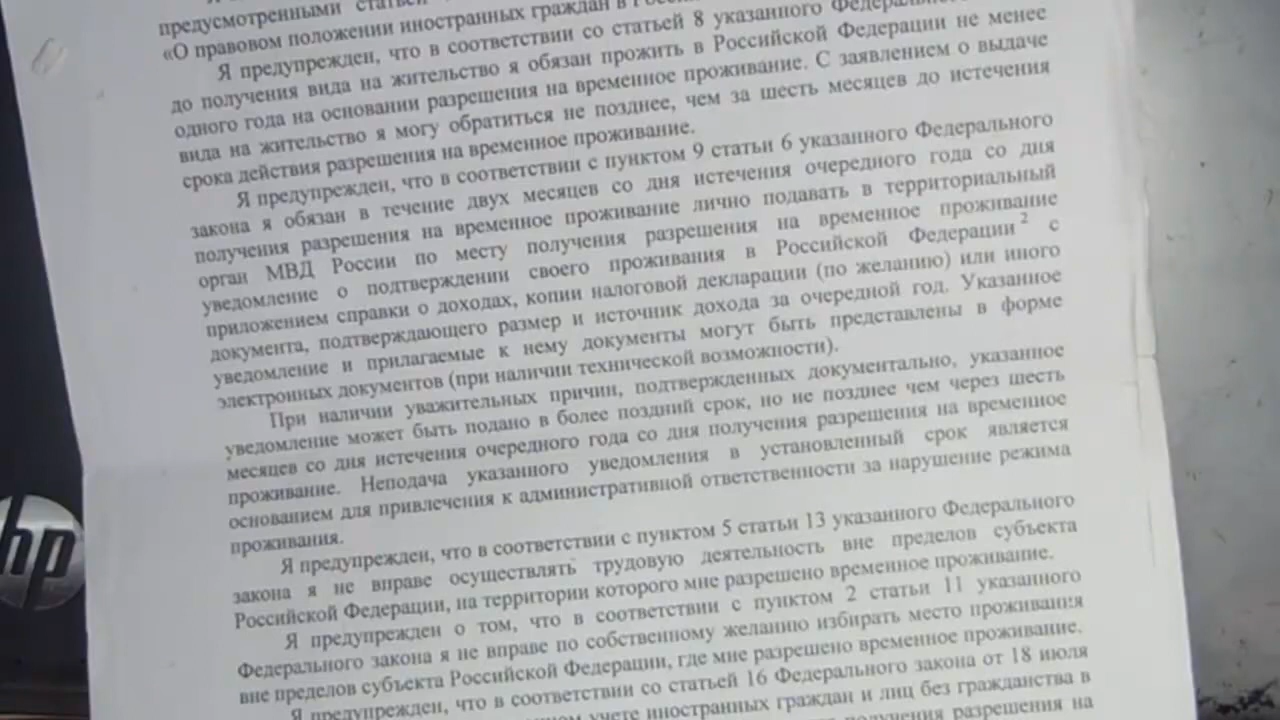 предусмотренными статьей
«О правовом положении иностранных граждан в
Я предупрежден, что в соответствии со статьей 8 указанного
до получения вида на жительство я обязан прожить в Российской Федерации не менее
одного года на основании разрешения на временное проживание. С заявлением о выдаче
вида на жительство я могу обратиться не позднее, чем за шесть месяцев до истечения
срока действия разрешения на временное проживание.
Я предупрежден, что в соответствии с пунктом 9 статьи 6 указанного Федерального
закона я обязан в течение двух месяцев со дня истечения очередного года со дня
получения разрешения на временное проживание лично подавать в территориальный
орган МВД России по месту получения разрешения на временное проживание
уведомление о подтверждении своего проживания в Российской Федерации 2 с
приложением справки о доходах, копии налоговой декларации (по желанию) или иного
документа, подтверждающего размер и источник дохода за очередной год. Указанное
уведомление и прилагаемые к нему документы могут быть представлены в форме
электронных документов (при наличии технической возможности).
При наличии уважительных причин, подтвержденных документально, указанное
уведомление может быть подано в более поздний срок, но не позднее чем через шесть
месяцев со дня истечения очередного года со дня получения разрешения на временное
проживание. Неподача указанного уведомления в установленный срок является
основанием для привлечения к административной ответственности за нарушение режима
проживания.
Я предупрежден, что в соответствии с пунктом 5 статьи 13 указанного Федерального
закона я не вправе осуществлять трудовую деятельность вне пределов субъекта
Российской Федерации, на территории которого мне разрешено временное проживание.
Я предупрежден о том, что в соответствии с пунктом 2 статьи 11 указанного
Федерального закона я не вправе по собственному желанию избирать место проживания
вне пределов субъекта Российской Федерации, где мне разрешено временное проживание.
Я предупрежден, что в соответствии со статьей 16 Федерального закона от 18 июля
учете иностранных граждан и лиц без гражданства в
получения разрешения на
hp